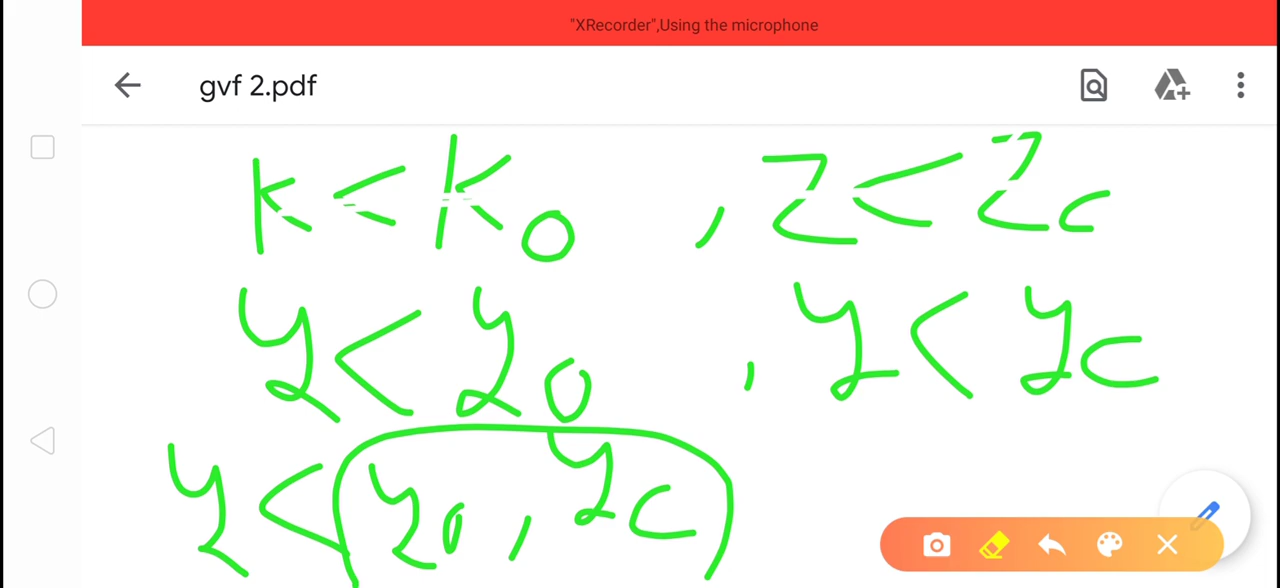 "XRecorder",Using the microphone
gvf 2.pdf
K < K0 , Z < Zc
y < y0 , y < yc
y < (y0 , yc)